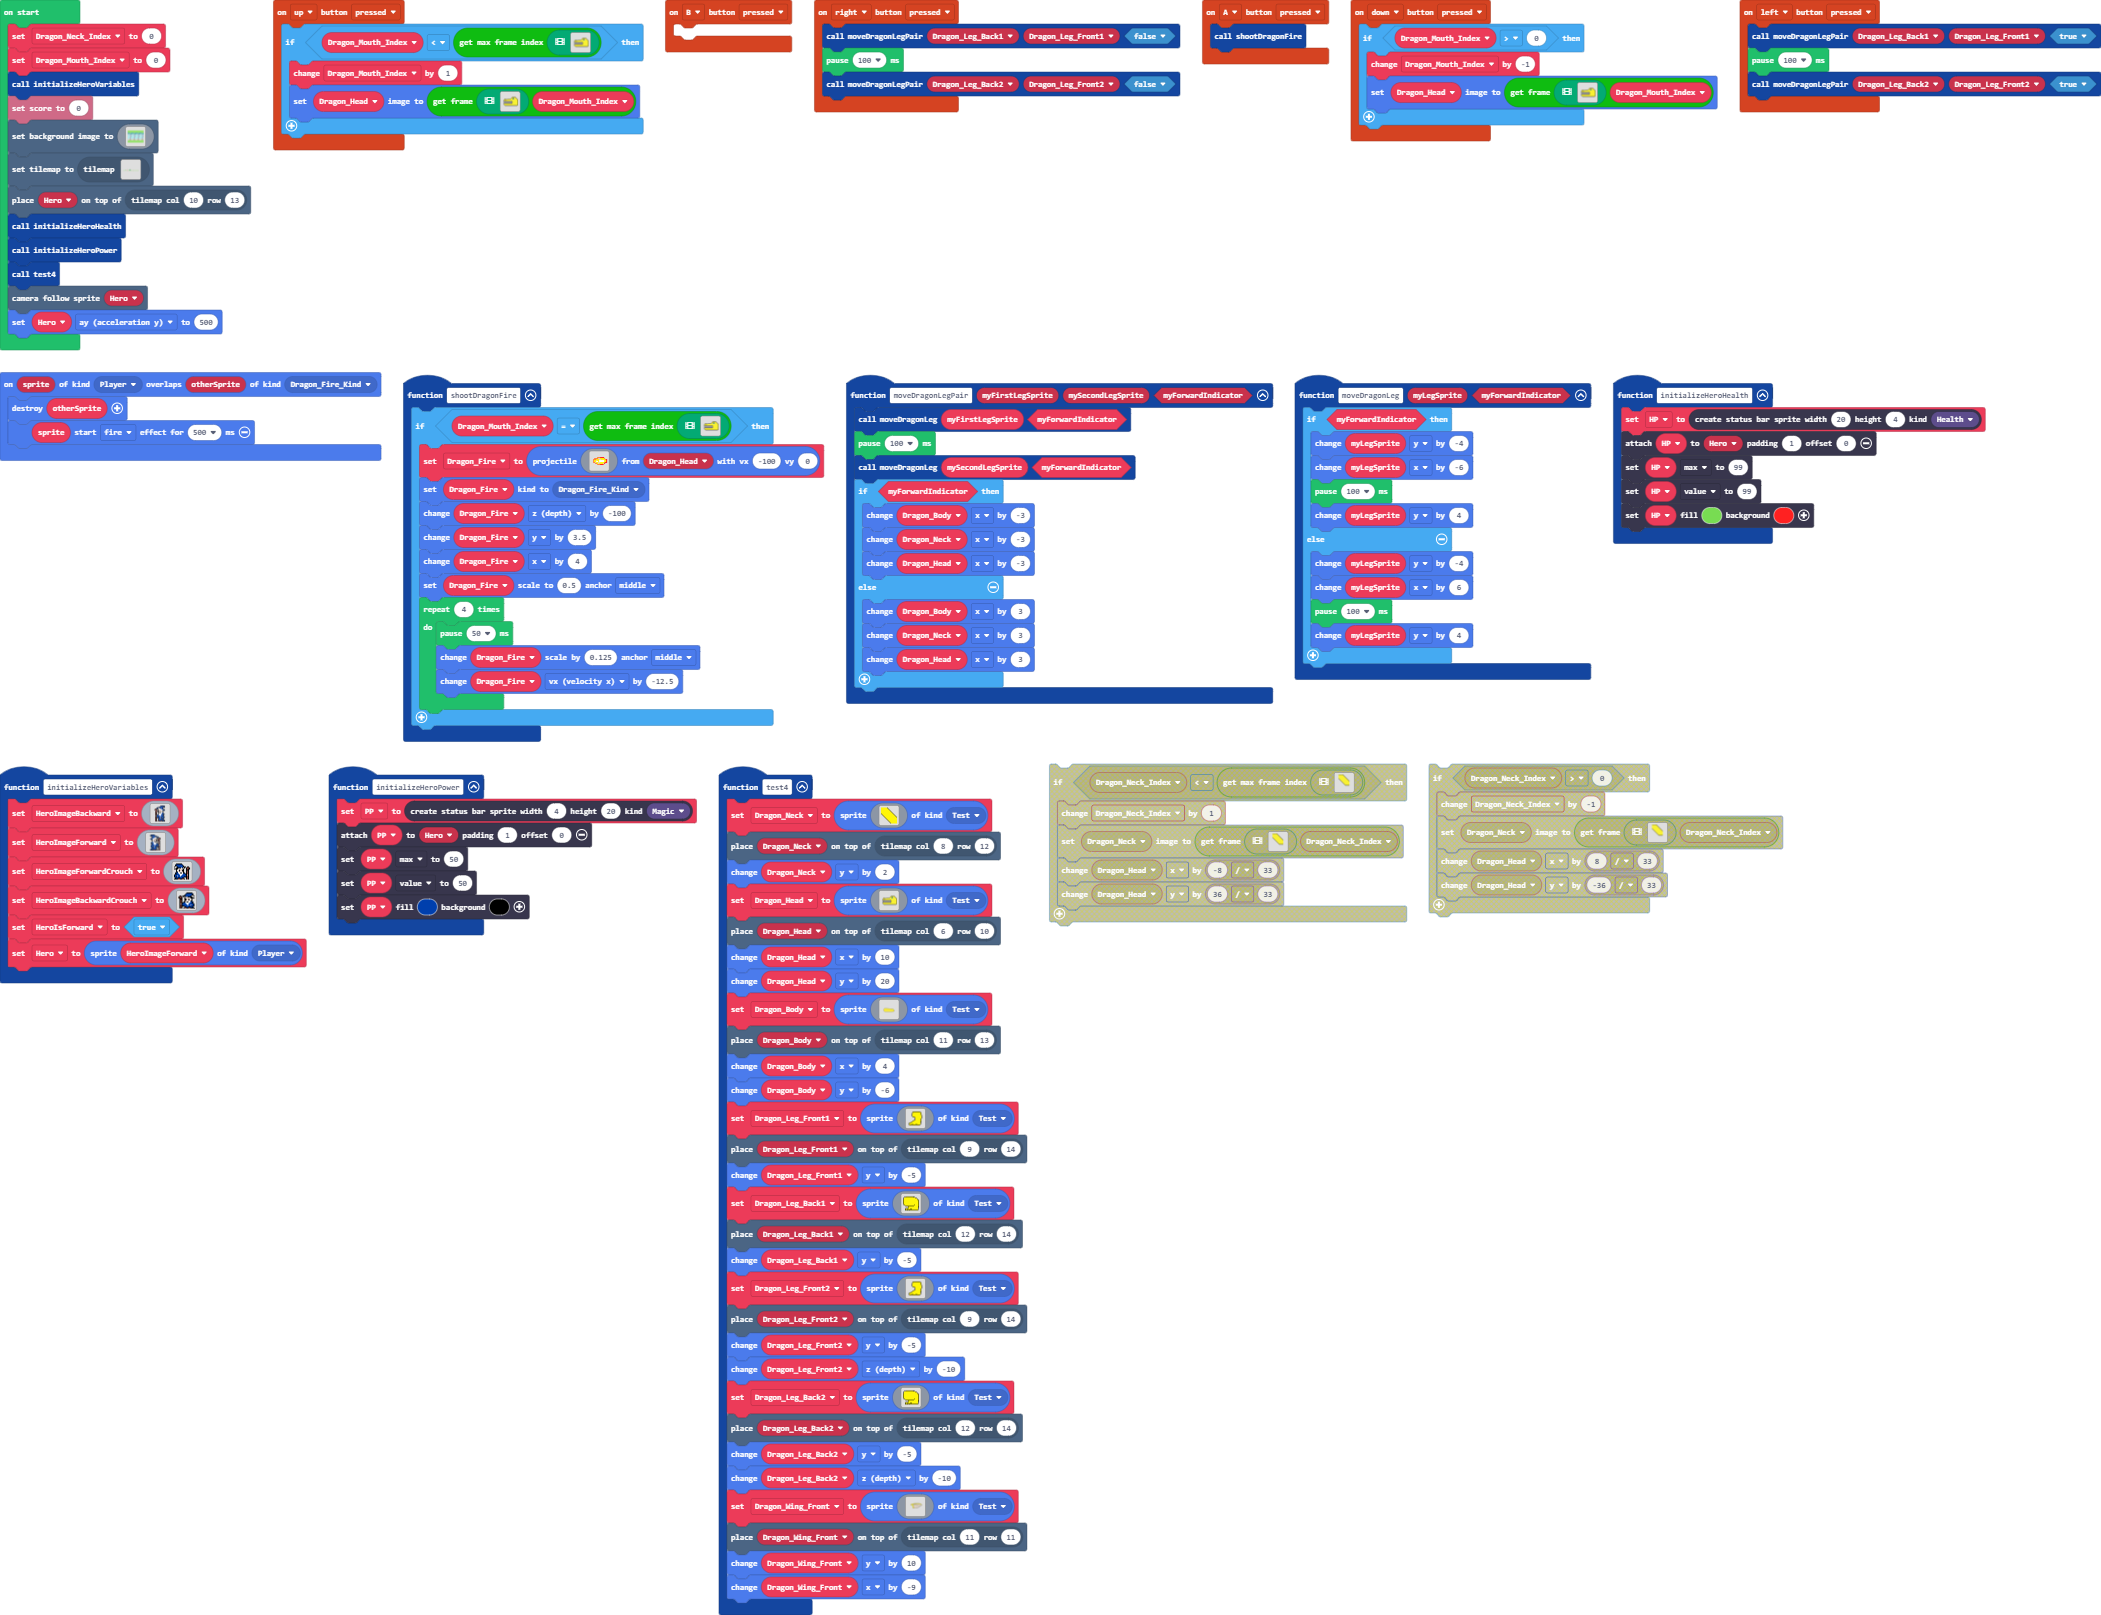 on start
set Dragon_Neck_Index to 0
set Dragon_Mouth_Index to 0
call initializeHeroVariables
set score to 0
set background image to
set tilemap to tilemap
place Hero on top of tilemap col 10 row 13
call initializeHeroHealth
call initializeHeroPower
call test4
camera follow sprite Hero
set Hero ay (acceleration y) to 500
on up button pressed
if Dragon_Mouth_Index < get max frame index then
change Dragon_Mouth_Index by 1
set Dragon_Head image to get frame Dragon_Mouth_Index
on B button pressed
on right button pressed
call moveDragonLegPair Dragon_Leg_Back1 Dragon_Leg_Front1 false
pause 100 ms
call moveDragonLegPair Dragon_Leg_Back2 Dragon_Leg_Front2 false
on A button pressed
call shootDragonFire
on down button pressed
if Dragon_Mouth_Index > 0 then
change Dragon_Mouth_Index by -1
set Dragon_Head image to get frame Dragon_Mouth_Index
on left button pressed
call moveDragonLegPair Dragon_Leg_Back1 Dragon_Leg_Front1 true
pause 100 ms
call moveDragonLegPair Dragon_Leg_Back2 Dragon_Leg_Front2 true
on sprite of kind Player overlaps otherSprite of kind Dragon_Fire_Kind
destroy otherSprite
sprite start fire effect for 500 ms
function shootDragonFire
if Dragon_Mouth_Index = get max frame index then
set Dragon_Fire to projectile from Dragon_Head with vx -100 vy 0
set Dragon_Fire kind to Dragon_Fire_Kind
change Dragon_Fire z (depth) by -100
change Dragon_Fire y by 3.5
change Dragon_Fire x by 4
set Dragon_Fire scale to 0.5 anchor middle
repeat 4 times
do
pause 50 ms
change Dragon_Fire scale by 0.125 anchor middle
change Dragon_Fire vx (velocity x) by -12.5
function moveDragonLegPair myFirstLegSprite mySecondLegSprite myForwardIndicator
call moveDragonLeg myFirstLegSprite myForwardIndicator
pause 100 ms
call moveDragonLeg mySecondLegSprite myForwardIndicator
if myForwardIndicator then
change Dragon_Body x by -3
change Dragon_Neck x by -3
change Dragon_Head x by -3
else
change Dragon_Body x by 3
change Dragon_Neck x by 3
change Dragon_Head x by 3
function moveDragonLeg myLegSprite myForwardIndicator
if myForwardIndicator then
change myLegSprite y by -4
change myLegSprite x by -6
pause 100 ms
change myLegSprite y by 4
else
change myLegSprite y by -4
change myLegSprite x by 6
pause 100 ms
change myLegSprite y by 4
function initializeHeroHealth
set HP to create status bar sprite width 20 height 4 kind Health
attach HP to Hero padding 1 offset 0
set HP max to 99
set HP value to 99
set HP fill background
function initializeHeroVariables
set HeroImageBackward to
set HeroImageForward to
set HeroImageForwardCrouch to
set HeroImageBackwardCrouch to
set HeroIsForward to true
set Hero to sprite HeroImageForward of kind Player
function initializeHeroPower
set PP to create status bar sprite width 4 height 20 kind Magic
attach PP to Hero padding 1 offset 0
set PP max to 50
set PP value to 50
set PP fill background
function test4
set Dragon_Neck to sprite of kind Test
place Dragon_Neck on top of tilemap col 8 row 12
change Dragon_Neck y by 2
set Dragon_Head to sprite of kind Test
place Dragon_Head on top of tilemap col 6 row 10
change Dragon_Head x by 10
change Dragon_Head y by 20
set Dragon_Body to sprite of kind Test
place Dragon_Body on top of tilemap col 11 row 13
change Dragon_Body x by 4
change Dragon_Body y by -6
set Dragon_Leg_Front1 to sprite of kind Test
place Dragon_Leg_Front1 on top of tilemap col 9 row 14
change Dragon_Leg_Front1 y by -5
set Dragon_Leg_Back1 to sprite of kind Test
place Dragon_Leg_Back1 on top of tilemap col 12 row 14
change Dragon_Leg_Back1 y by -5
set Dragon_Leg_Front2 to sprite of kind Test
place Dragon_Leg_Front2 on top of tilemap col 9 row 14
change Dragon_Leg_Front2 y by -5
change Dragon_Leg_Front2 z (depth) by -10
set Dragon_Leg_Back2 to sprite of kind Test
place Dragon_Leg_Back2 on top of tilemap col 12 row 14
change Dragon_Leg_Back2 y by -5
change Dragon_Leg_Back2 z (depth) by -10
set Dragon_Wing_Front to sprite of kind Test
place Dragon_Wing_Front on top of tilemap col 11 row 11
change Dragon_Wing_Front y by 10
change Dragon_Wing_Front x by -9
if Dragon_Neck_Index < get max frame index then
change Dragon_Neck_Index by 1
set Dragon_Neck image to get frame Dragon_Neck_Index
change Dragon_Head x by -8 / 33
change Dragon_Head y by 36 / 33
if Dragon_Neck_Index > 0 then
change Dragon_Neck_Index by -1
set Dragon_Neck image to get frame Dragon_Neck_Index
change Dragon_Head x by 8 / 33
change Dragon_Head y by -36 / 33